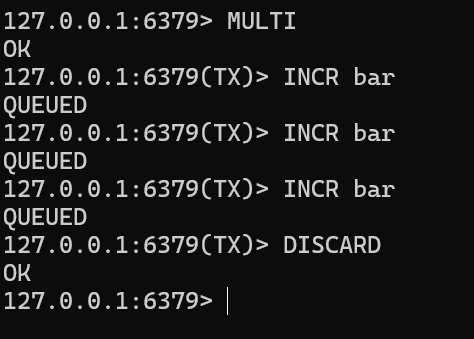 127.0.0.1:6379> MULTI
OK
127.0.0.1:6379(TX)> INCR bar
QUEUED
127.0.0.1:6379(TX)> INCR bar
QUEUED
127.0.0.1:6379(TX)> INCR bar
QUEUED
127.0.0.1:6379(TX)> DISCARD
OK
127.0.0.1:6379>